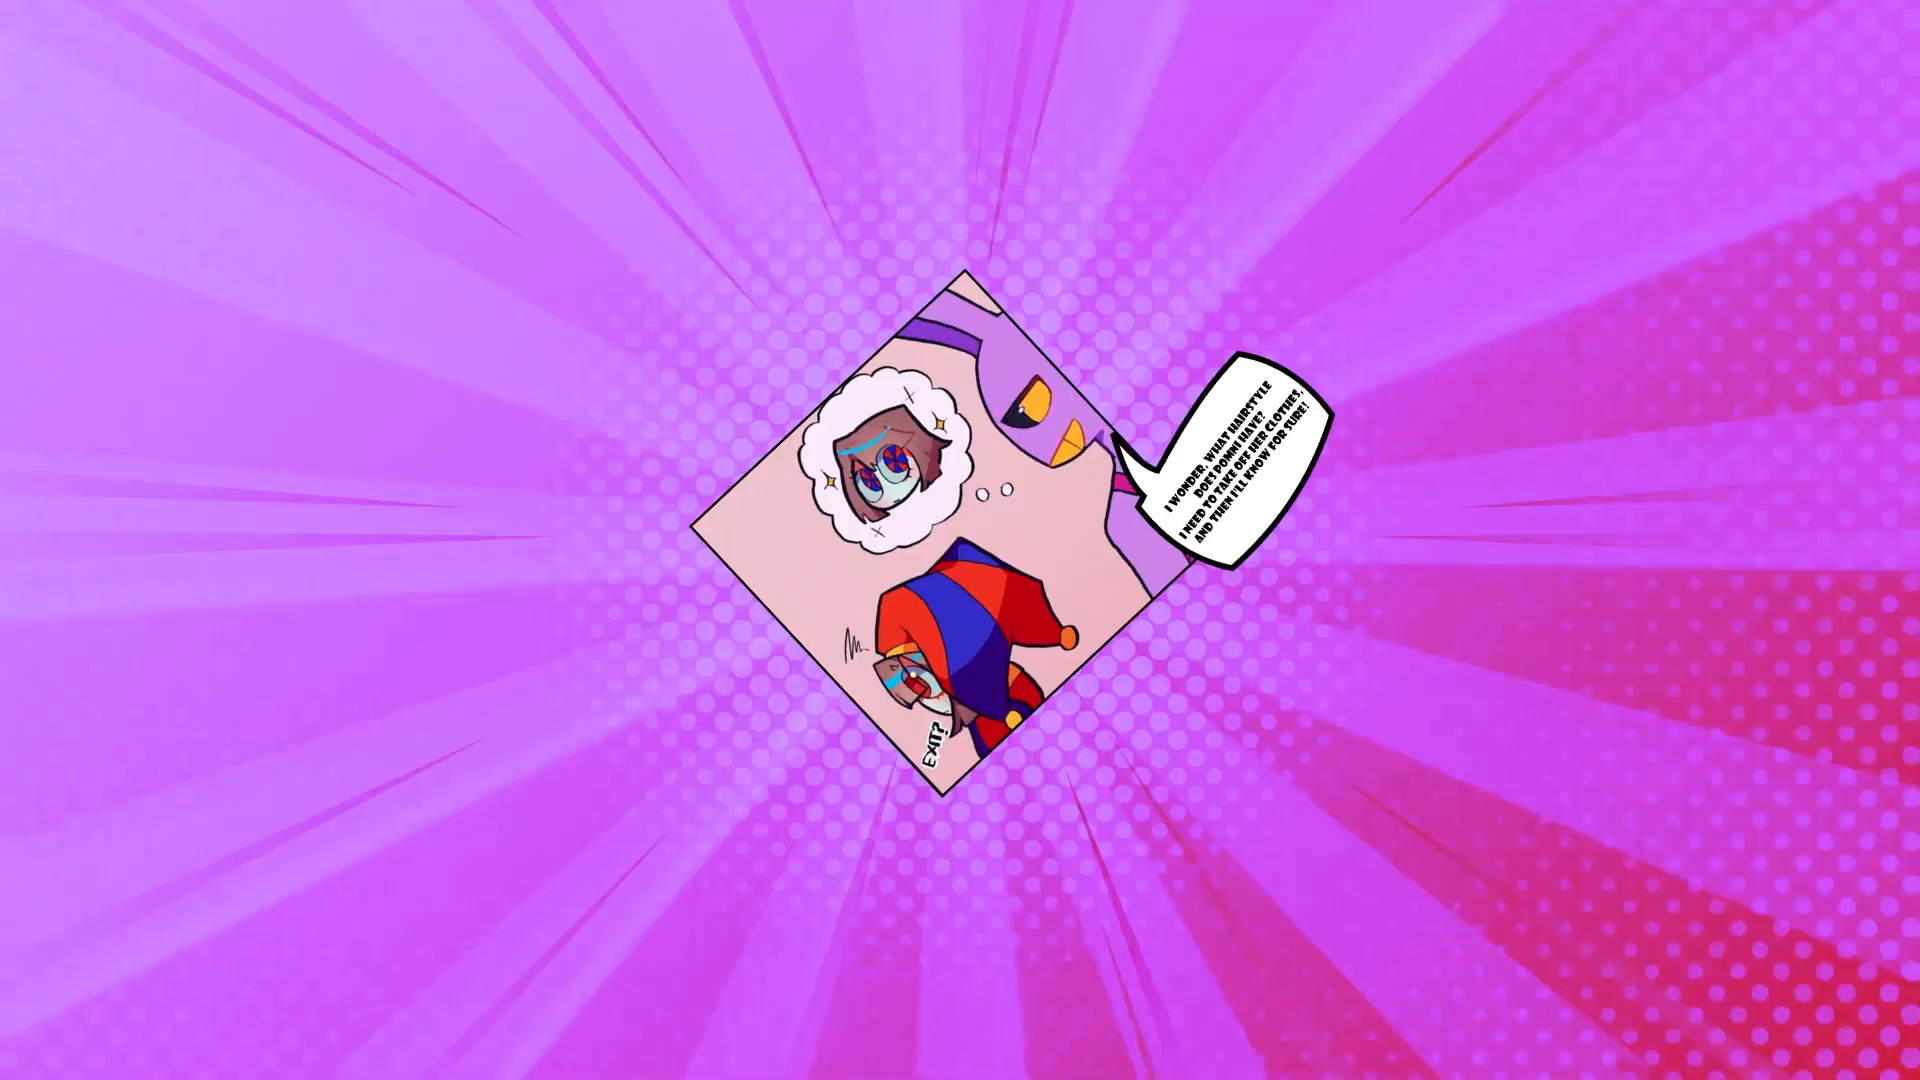 I WONDER, WHAT HAIRSTYLE
DOES POMNI HAVE?
I NEED TO TAKE OFF HER CLOTHES,
AND THEN I'LL KNOW FOR SURE!
EXIT?